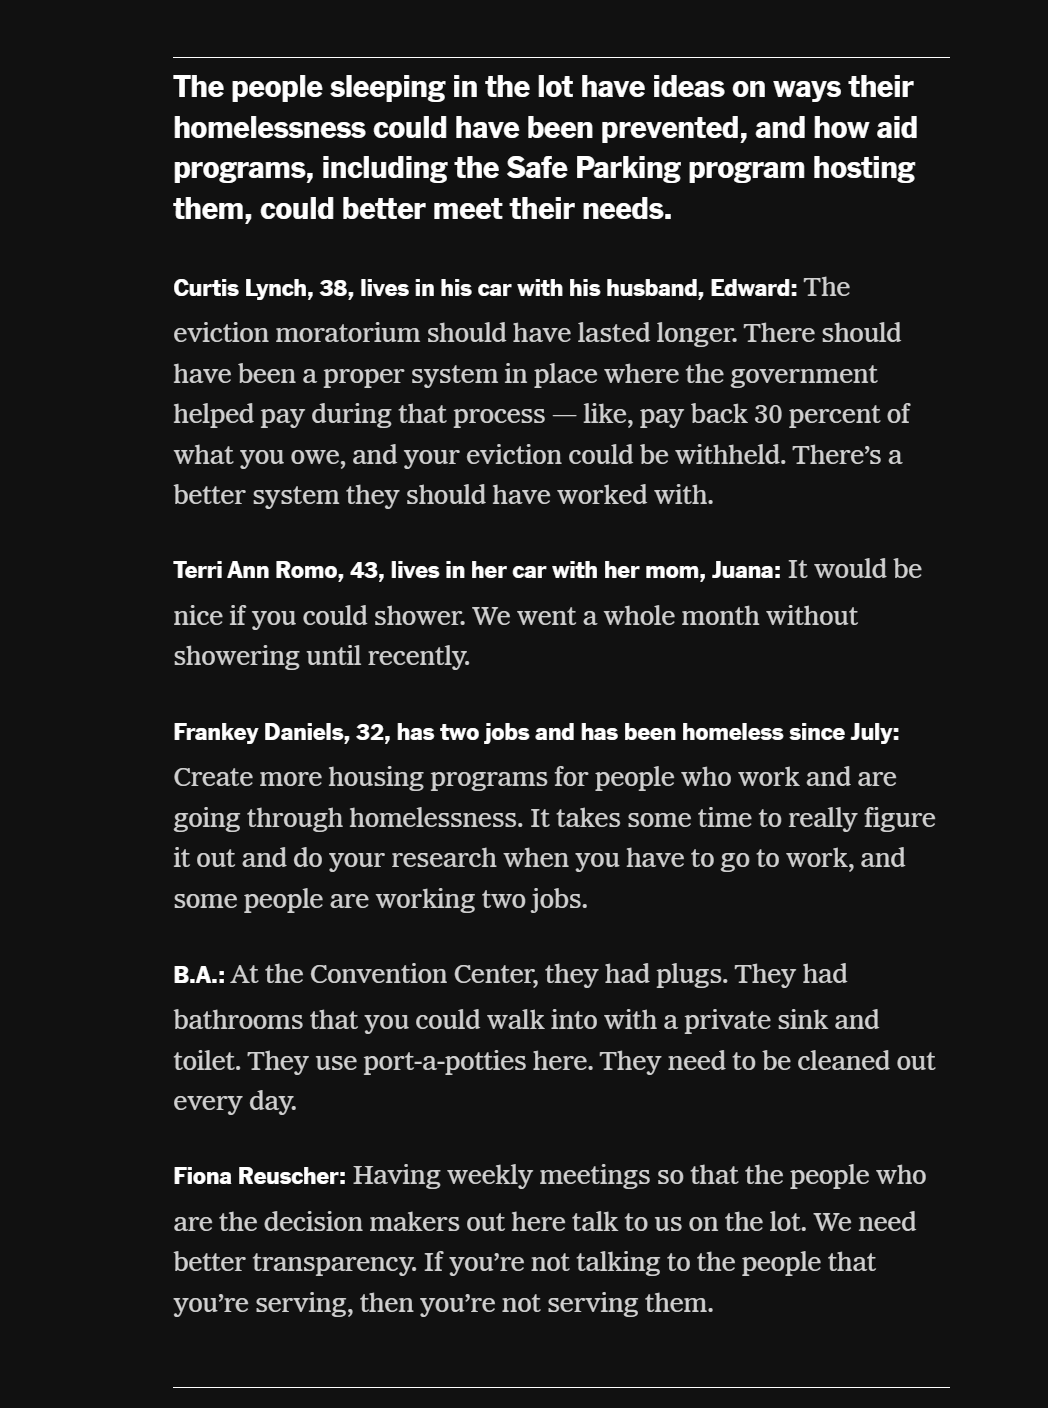 The people sleeping in the lot have ideas on ways their
homelessness could have been prevented, and how aid
programs, including the Safe Parking program hosting
them, could better meet their needs.
Curtis Lynch, 38, lives in his car with his husband, Edward: The
eviction moratorium should have lasted longer. There should
have been a proper system in place where the government
helped pay during that process — like, pay back 30 percent of
what you owe, and your eviction could be withheld. There’s a
better system they should have worked with.
Terri Ann Romo, 43, lives in her car with her mom, Juana: It would be
nice if you could shower. We went a whole month without
showering until recently.
Frankey Daniels, 32, has two jobs and has been homeless since July:
Create more housing programs for people who work and are
going through homelessness. It takes some time to really figure
it out and do your research when you have to go to work, and
some people are working two jobs.
B.A.: At the Convention Center, they had plugs. They had
bathrooms that you could walk into with a private sink and
toilet. They use port-a-potties here. They need to be cleaned out
every day.
Fiona Reuscher: Having weekly meetings so that the people who
are the decision makers out here talk to us on the lot. We need
better transparency. If you’re not talking to the people that
you’re serving, then you’re not serving them.